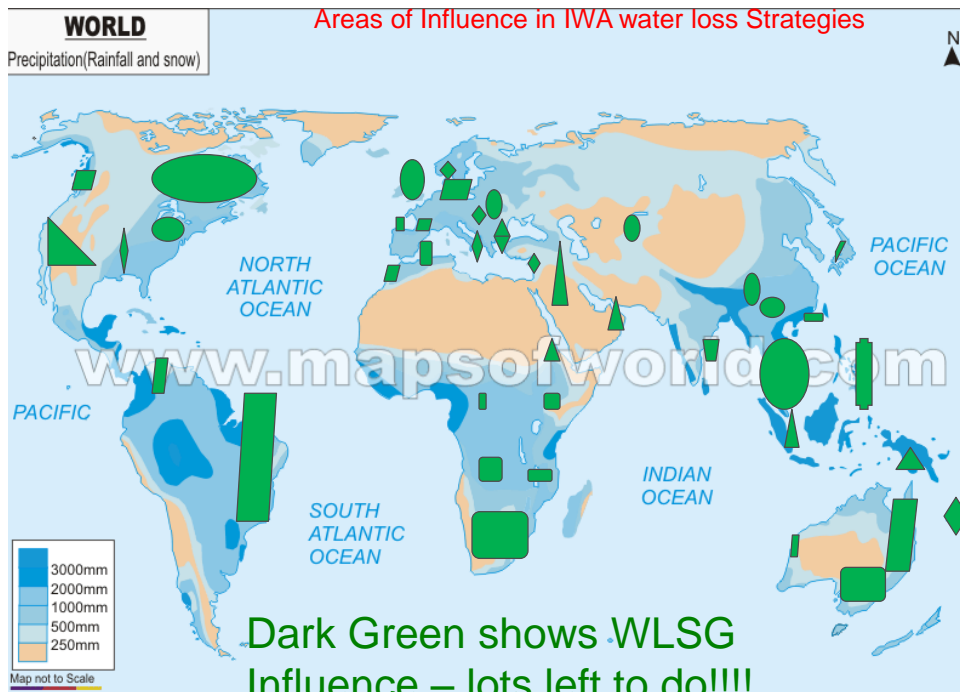 Areas of Influence in IWA water loss Strategies
WORLD
Precipitation(Rainfall and snow)
N
NORTH
ATLANTIC
OCEAN
PACIFIC
OCEAN
www.mapsofworld.com
PACIFIC
INDIAN
OCEAN
SOUTH
ATLANTIC
OCEAN
3000mm
2000mm
1000mm
500mm
250mm
Map not to Scale
Dark Green shows WLSG
Influence – lots left to do!!!!